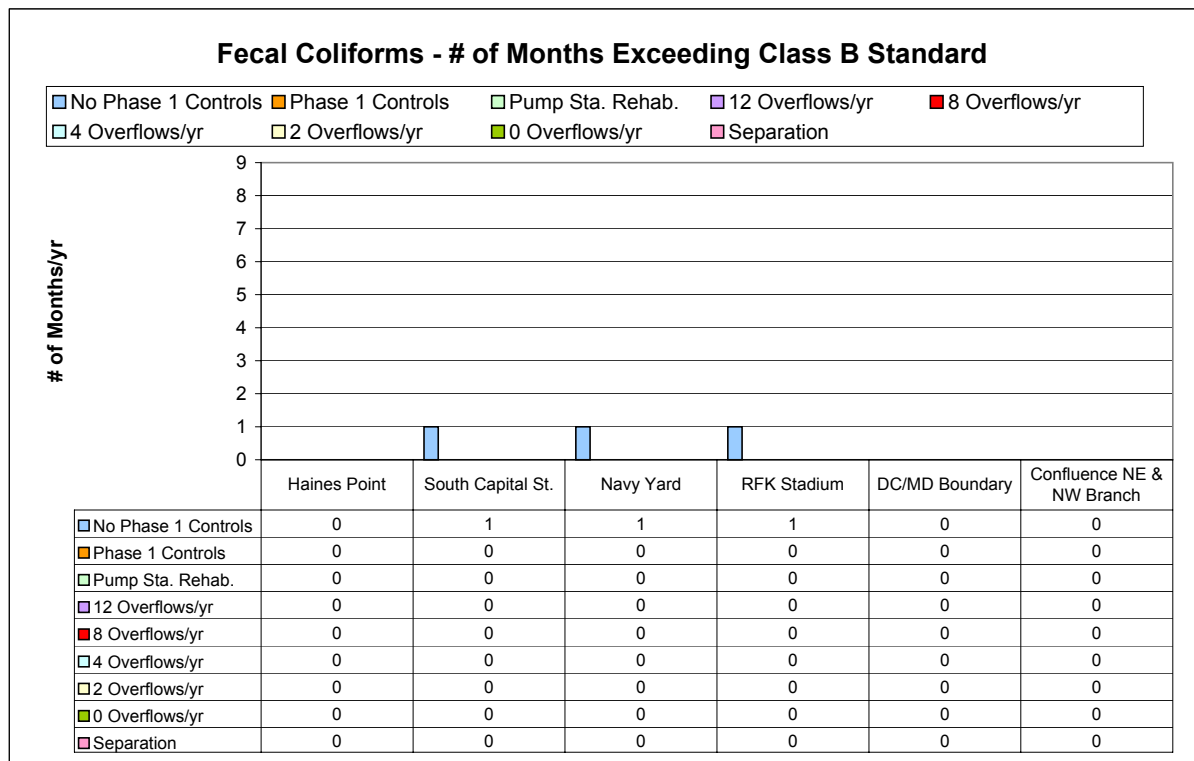 Fecal Coliforms - # of Months Exceeding Class B Standard
No Phase 1 Controls Phase 1 Controls Pump Sta. Rehab. 12 Overflows/yr 8 Overflows/yr
4 Overflows/yr 2 Overflows/yr 0 Overflows/yr Separation
# of Months/yr
9
8
7
6
5
4
3
2
1
0
Haines Point South Capital St. Navy Yard RFK Stadium DC/MD Boundary Confluence NE & NW Branch
No Phase 1 Controls 0 1 1 1 0 0
Phase 1 Controls 0 0 0 0 0 0
Pump Sta. Rehab. 0 0 0 0 0 0
12 Overflows/yr 0 0 0 0 0 0
8 Overflows/yr 0 0 0 0 0 0
4 Overflows/yr 0 0 0 0 0 0
2 Overflows/yr 0 0 0 0 0 0
0 Overflows/yr 0 0 0 0 0 0
Separation 0 0 0 0 0 0